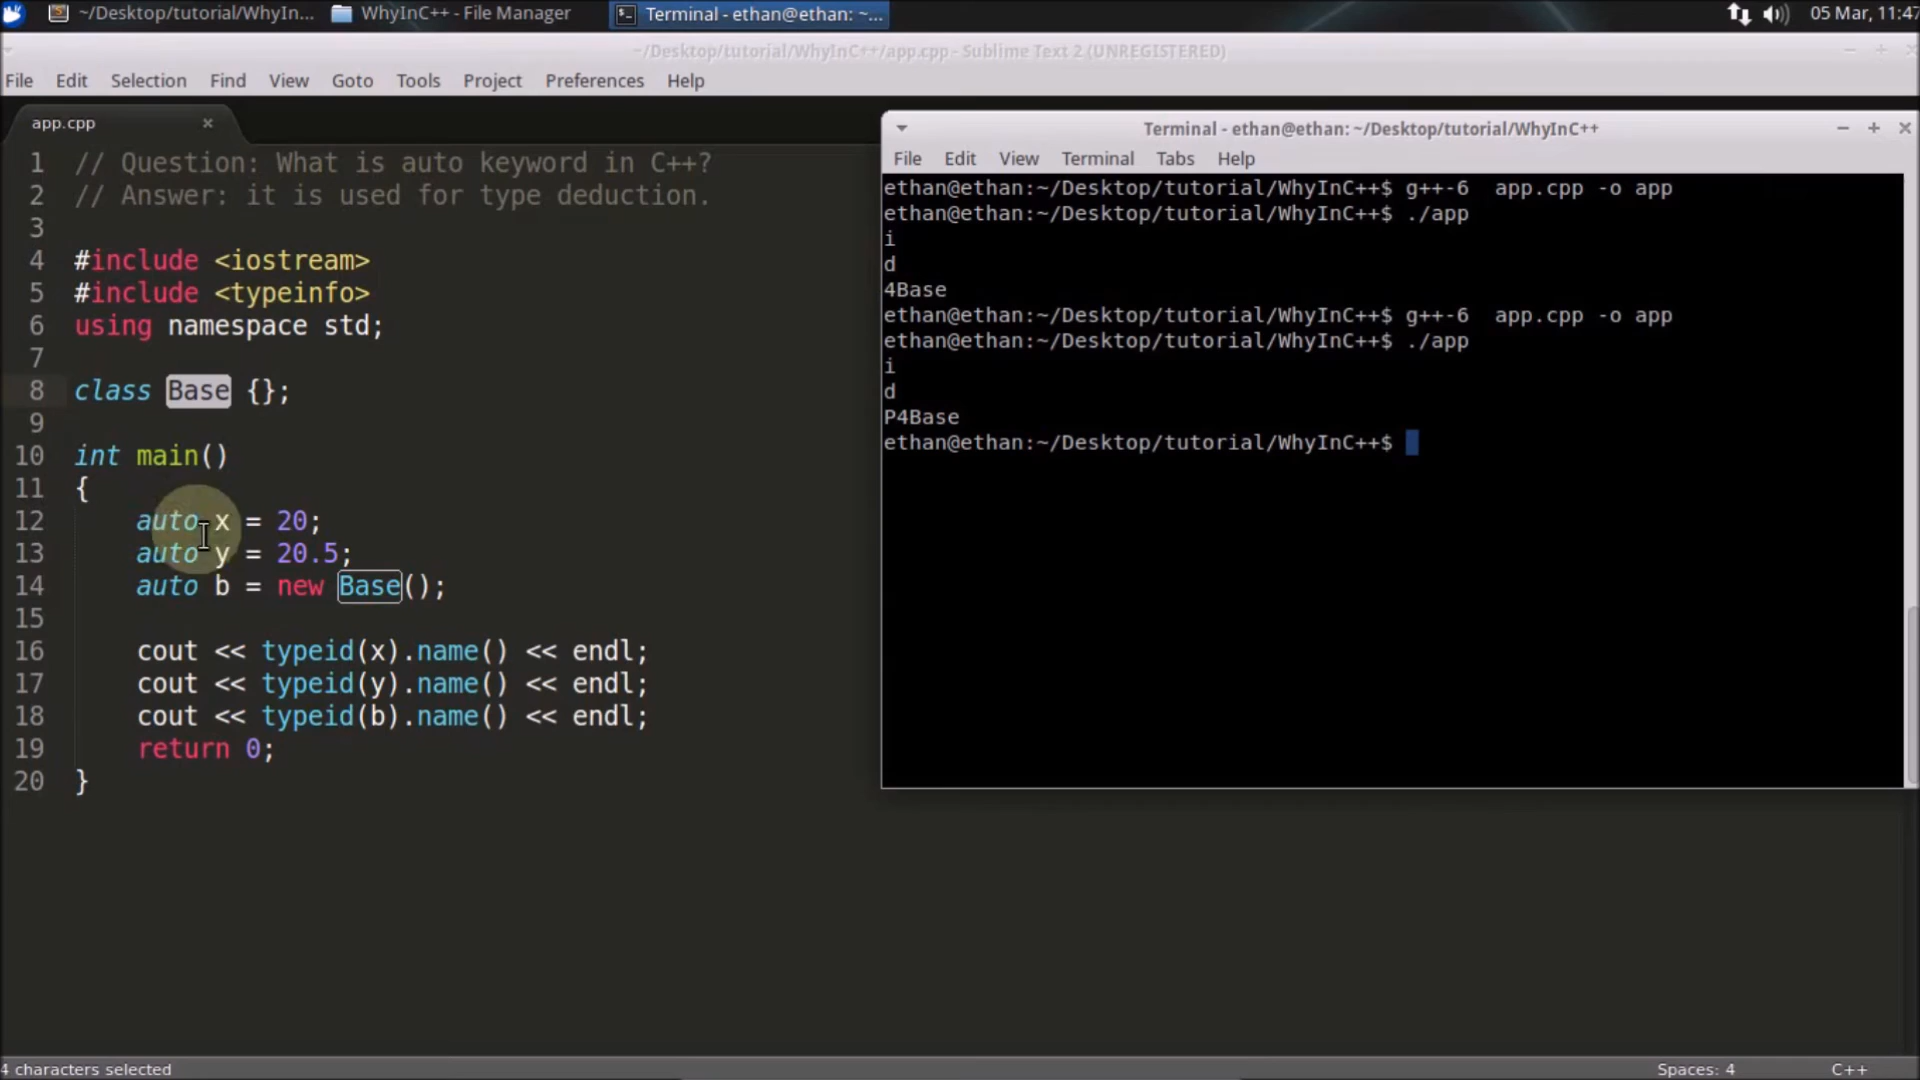 ~/Desktop/tutorial/WhyIn... WhyInC++ - File Manager Terminal - ethan@ethan: ~... 05 Mar, 11:47
~/Desktop/tutorial/WhyInC++/app.cpp - Sublime Text 2 (UNREGISTERED)
File Edit Selection Find View Goto Tools Project Preferences Help
app.cpp
1 // Question: What is auto keyword in C++?
2 // Answer: it is used for type deduction.
3
4 #include <iostream>
5 #include <typeinfo>
6 using namespace std;
7
8 class Base {};
9
10 int main()
11 {
12 auto x = 20;
13 auto y = 20.5;
14 auto b = new Base();
15
16 cout << typeid(x).name() << endl;
17 cout << typeid(y).name() << endl;
18 cout << typeid(b).name() << endl;
19 return 0;
20 }
Terminal - ethan@ethan: ~/Desktop/tutorial/WhyInC++
File Edit View Terminal Tabs Help
ethan@ethan:~/Desktop/tutorial/WhyInC++$ g++-6  app.cpp -o app
ethan@ethan:~/Desktop/tutorial/WhyInC++$ ./app
i
d
4Base
ethan@ethan:~/Desktop/tutorial/WhyInC++$ g++-6  app.cpp -o app
ethan@ethan:~/Desktop/tutorial/WhyInC++$ ./app
i
d
P4Base
ethan@ethan:~/Desktop/tutorial/WhyInC++$
4 characters selected Spaces: 4 C++